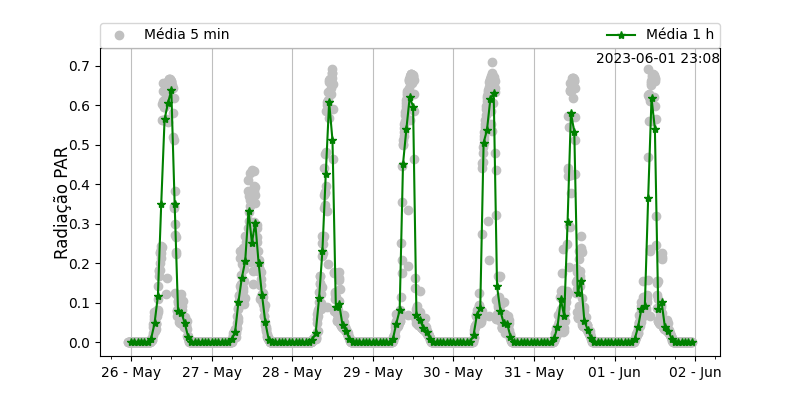 Média 5 min
Média 1 h
2023-06-01 23:08
Radiação PAR
0.7
0.6
0.5
0.4
0.3
0.2
0.1
0.0
26 - May
27 - May
28 - May
29 - May
30 - May
31 - May
01 - Jun
02 - Jun